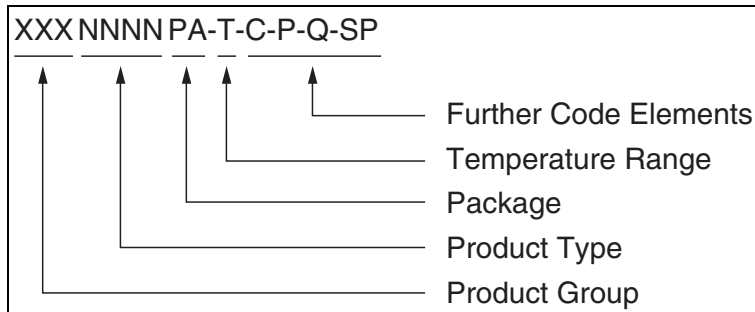 XXX NNNN PA-T-C-P-Q-SP
Further Code Elements
Temperature Range
Package
Product Type
Product Group